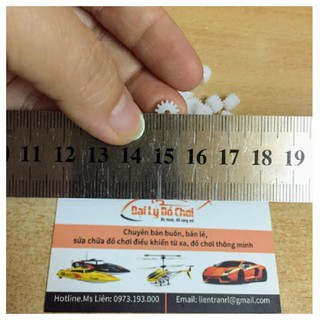 Đại Lý Đồ Chơi
11 12 13 14 15 16 17 18 19
Chuyên bán buôn, bán lẻ,
sửa chữa đồ chơi điều khiển từ xa, đồ chơi thông minh
Hotline.Ms Liên: 0973.193.000
Email: lientranrl@gmail.com